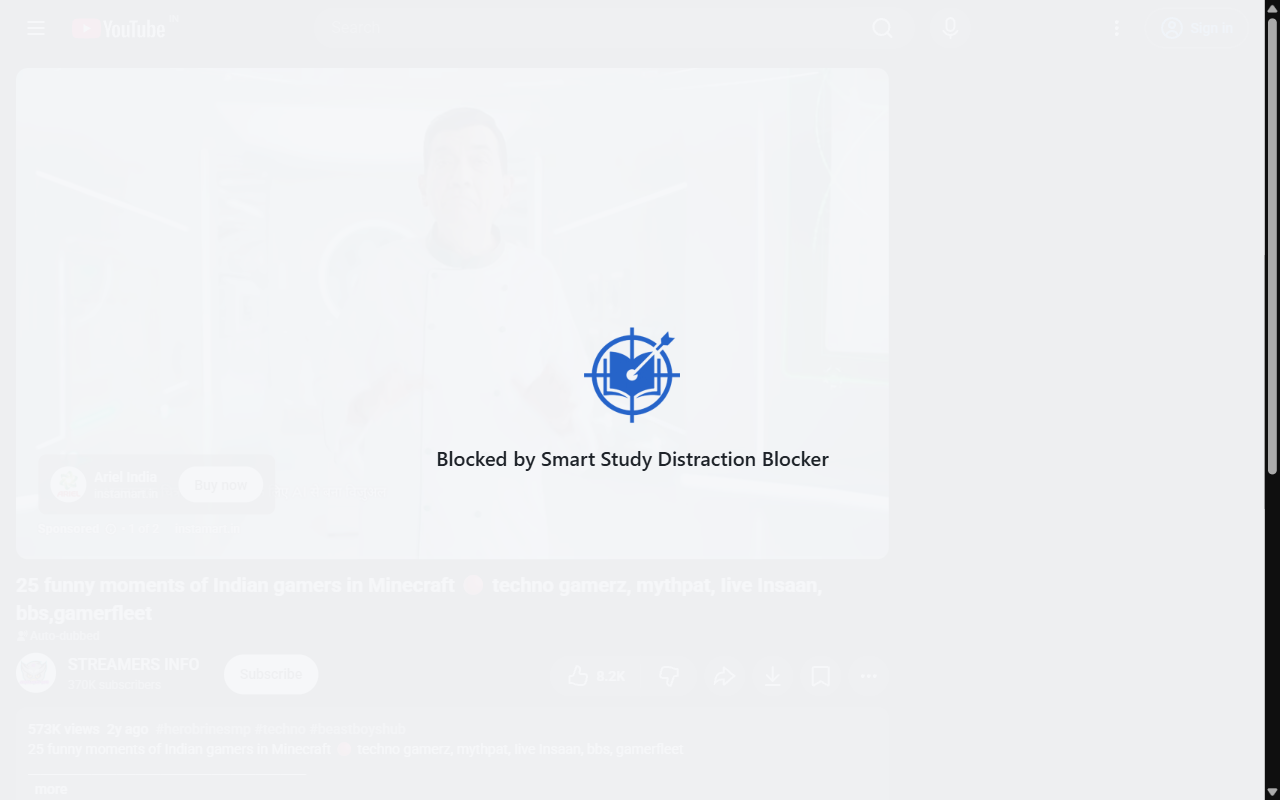 YouTube
Sign in
Blocked by Smart Study Distraction Blocker
Ariel India
Buy now
25 funny moments of Indian gamers in Minecraft techno gamerz, mythpat, live Insaan,
bbs,gamerfleet
Auto-dubbed
STREAMERS INFO
Subscribe
8.2K
573K views 2y ago
25 funny moments of Indian gamers in Minecraft techno gamerz, mythpat, live Insaan, bbs, gamerfleet
more